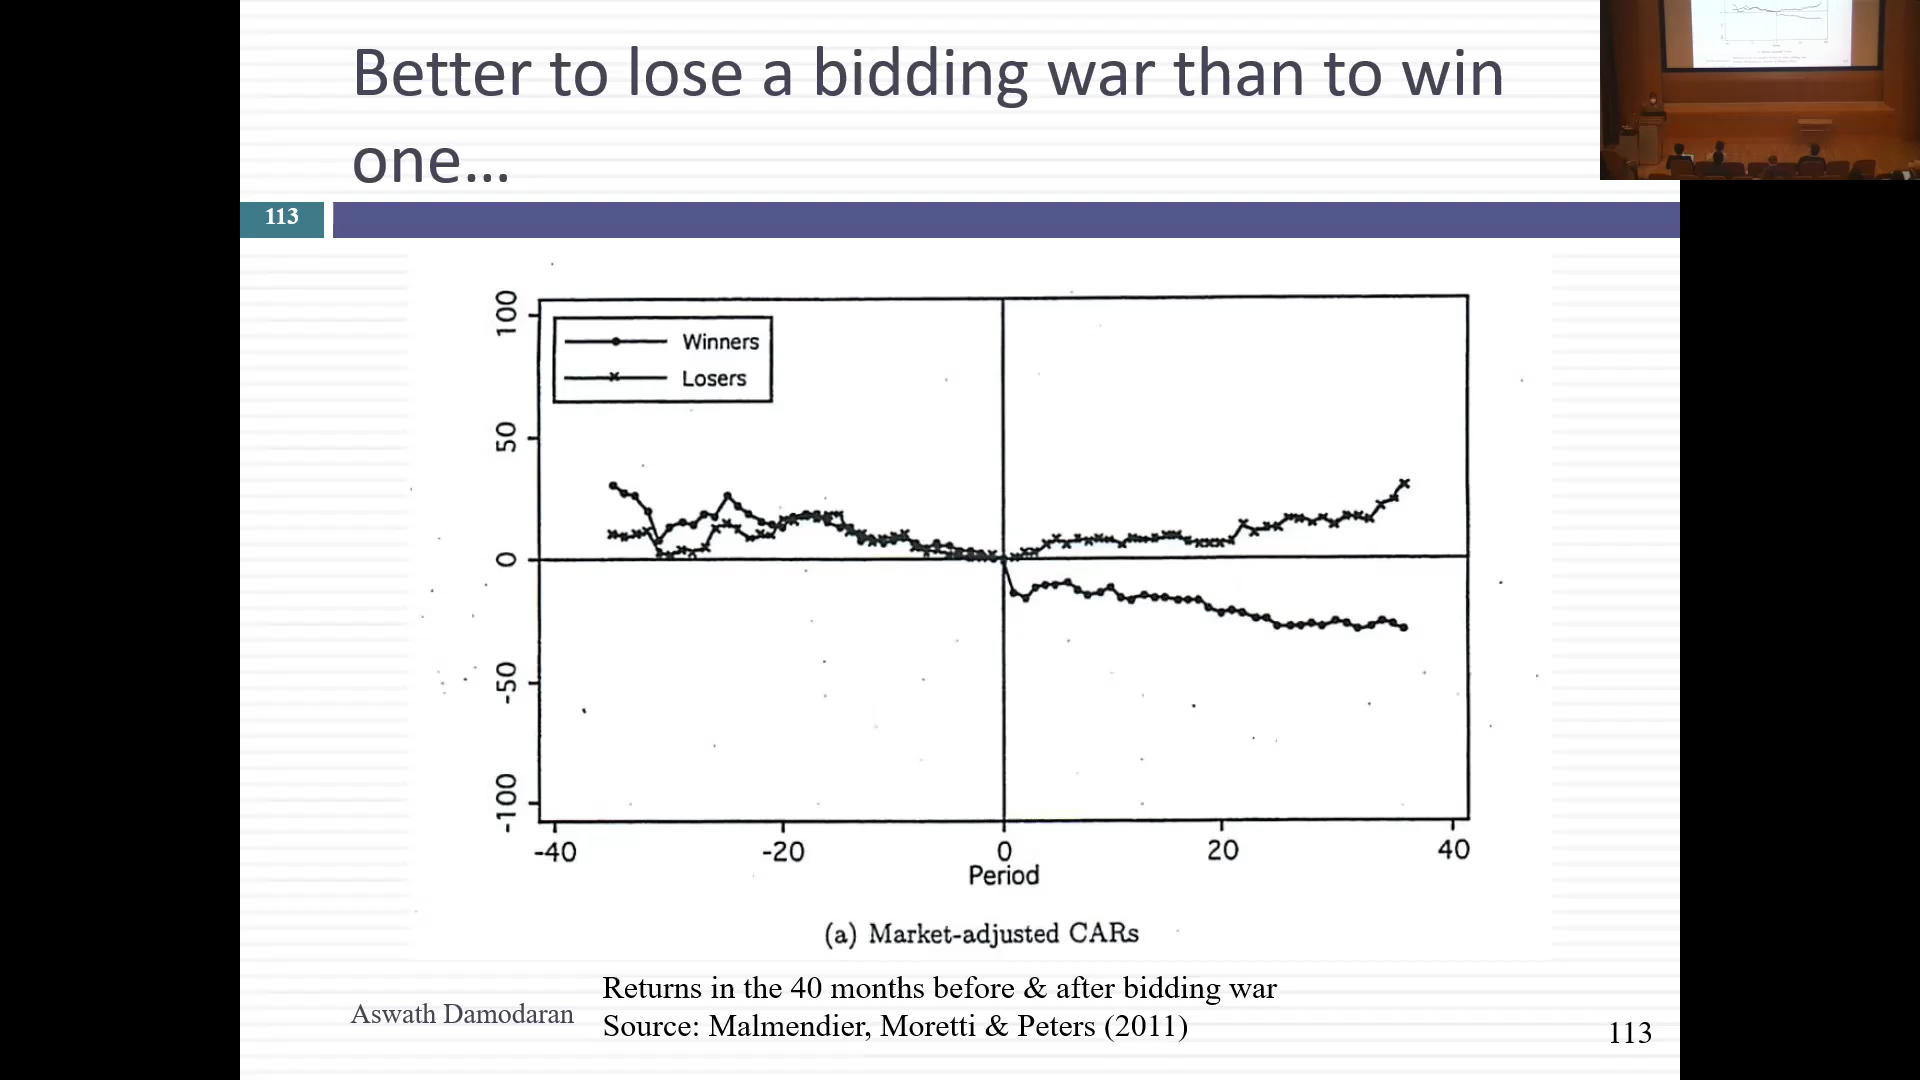 Better to lose a bidding war than to win
one...
113
100
50
0
-50
-100
Winners
Losers
-40
-20
0
20
40
Period
(a) Market-adjusted CARs
Returns in the 40 months before & after bidding war
Source: Malmendier, Moretti & Peters (2011)
Aswath Damodaran
113